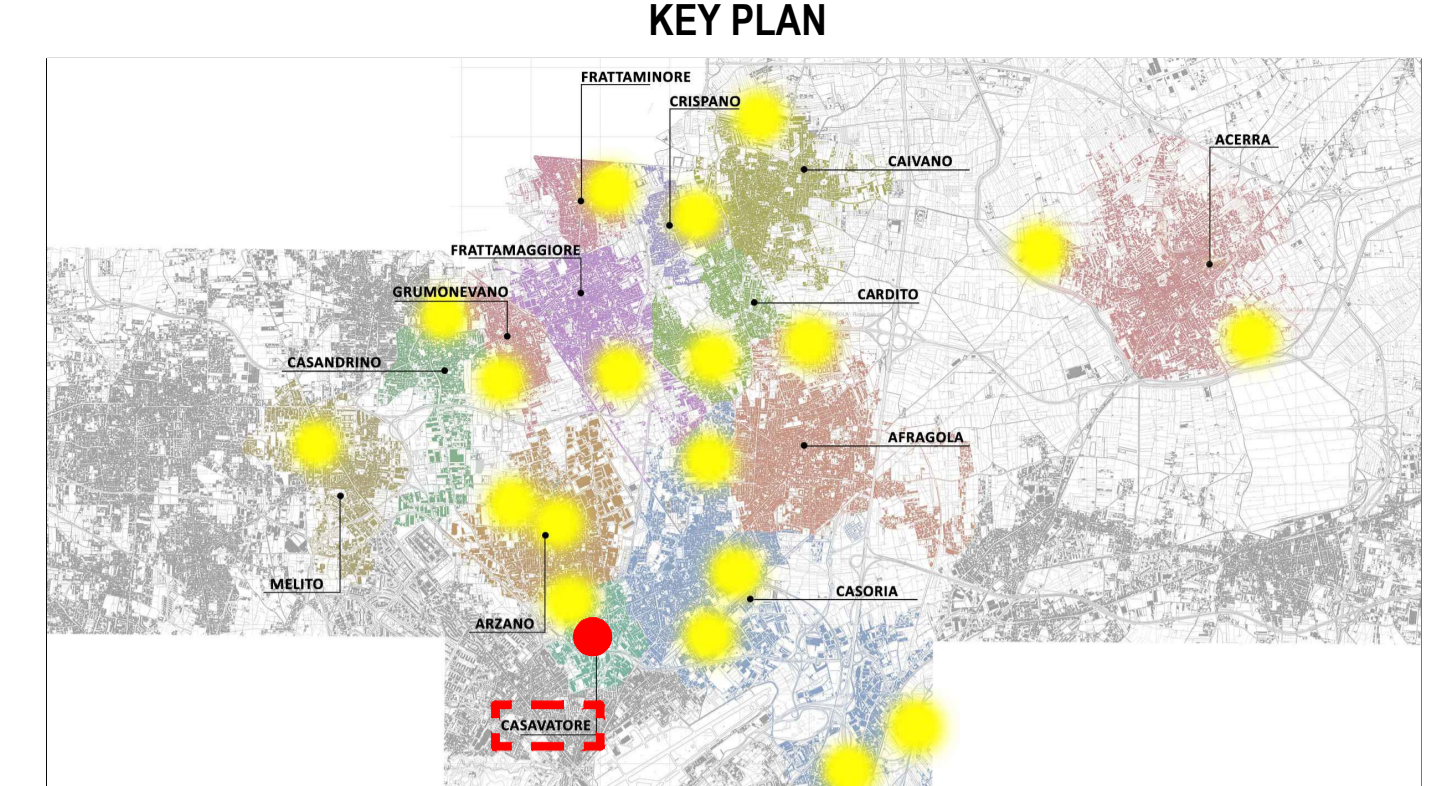 KEY PLAN
FRATTAMINORE
CRISPANO
ACERRA
CAIVANO
FRATTAMAGGIORE
GRUMONEVANO
CARDITO
CASANDRINO
AFRAGOLA
MELITO
CASORIA
ARZANO
CASAVATORE